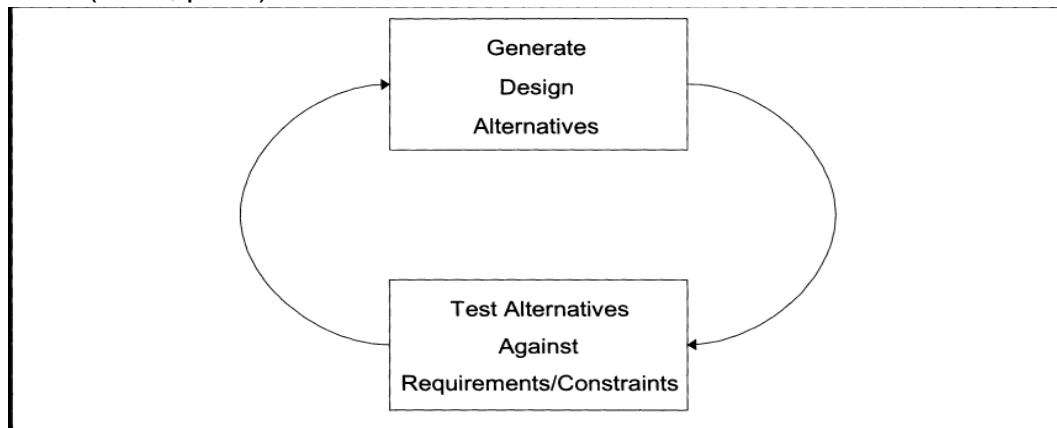 Generate
Design
Alternatives
Test Alternatives
Against
Requirements/Constraints